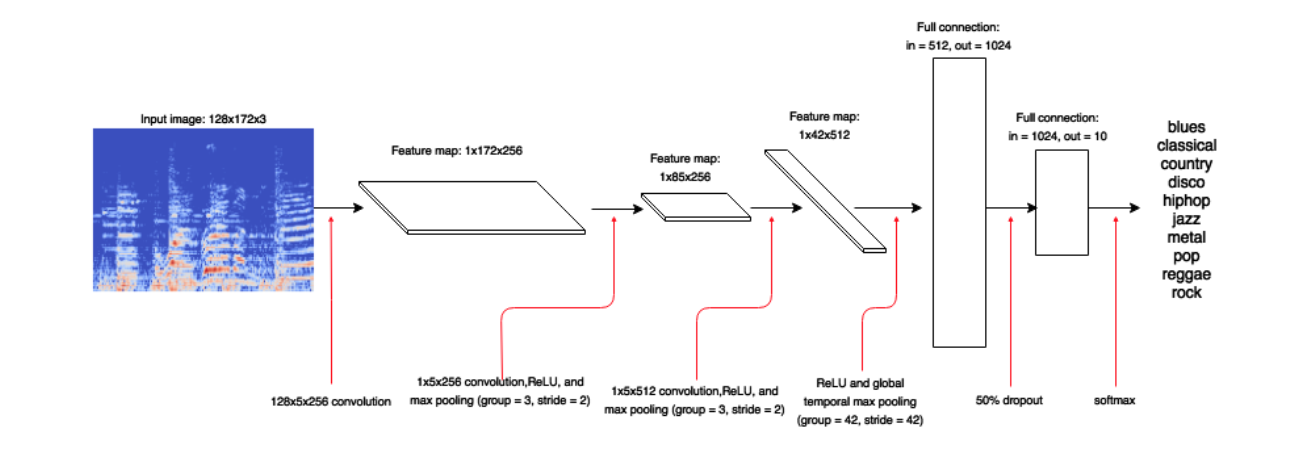 Input image: 128x172x3
Feature map: 1x172x256
Feature map:
1x85x256
Feature map:
1x42x512
Full connection:
in = 512, out = 1024
Full connection:
in = 1024, out = 10
blues
classical
country
disco
hiphop
jazz
metal
pop
reggae
rock
128x5x256 convolution
1x5x256 convolution,ReLU, and
max pooling (group = 3, stride = 2)
1x5x512 convolution,ReLU, and
max pooling (group = 3, stride = 2)
ReLU and global
temporal max pooling
(group = 42, stride = 42)
50% dropout
softmax